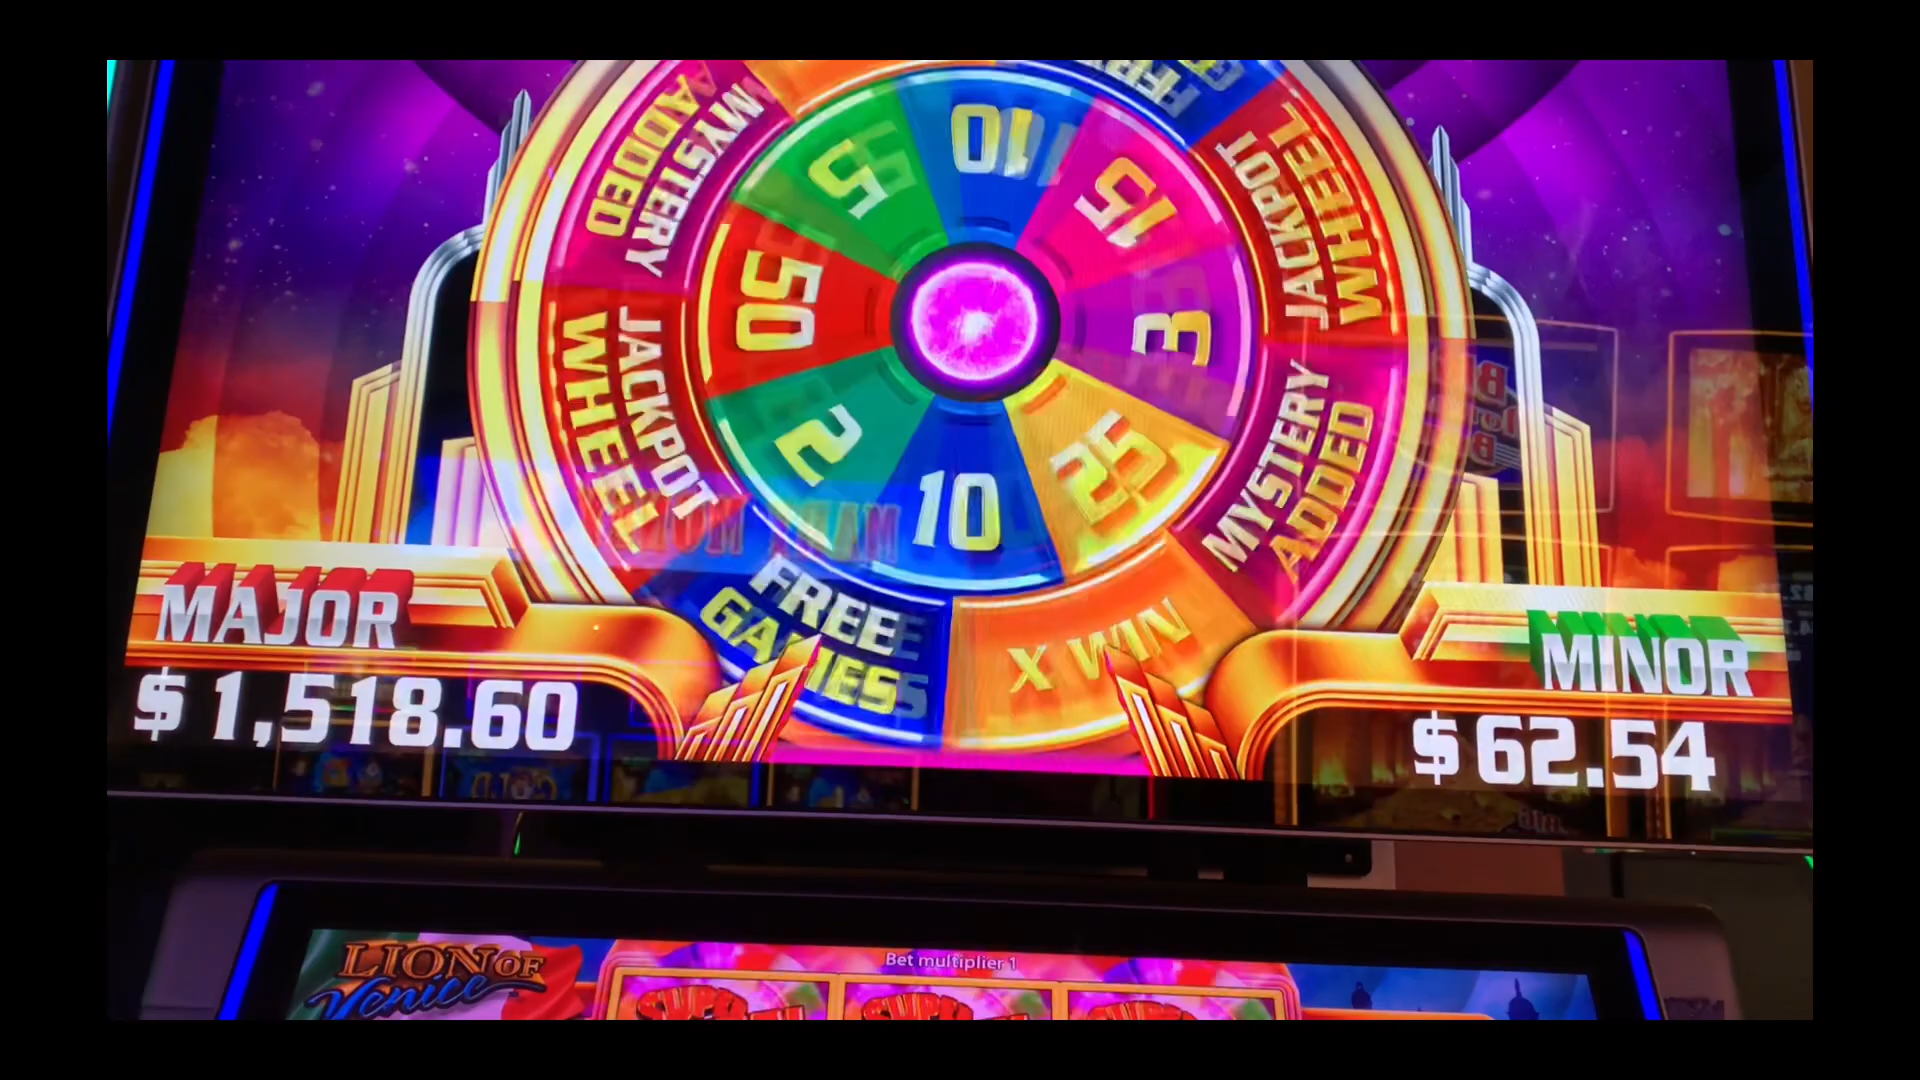 FREE
MYSTERY
ADDED
JACKPOT
WHEEL
5
10
15
50
3
JACKPOT
WHEEL
MYSTERY
ADDED
2
10
25
FREE
GAMES
X WIN
MAJOR
$1,518.60
MINOR
$62.54
LION OF
Venice
Bet multiplier 1